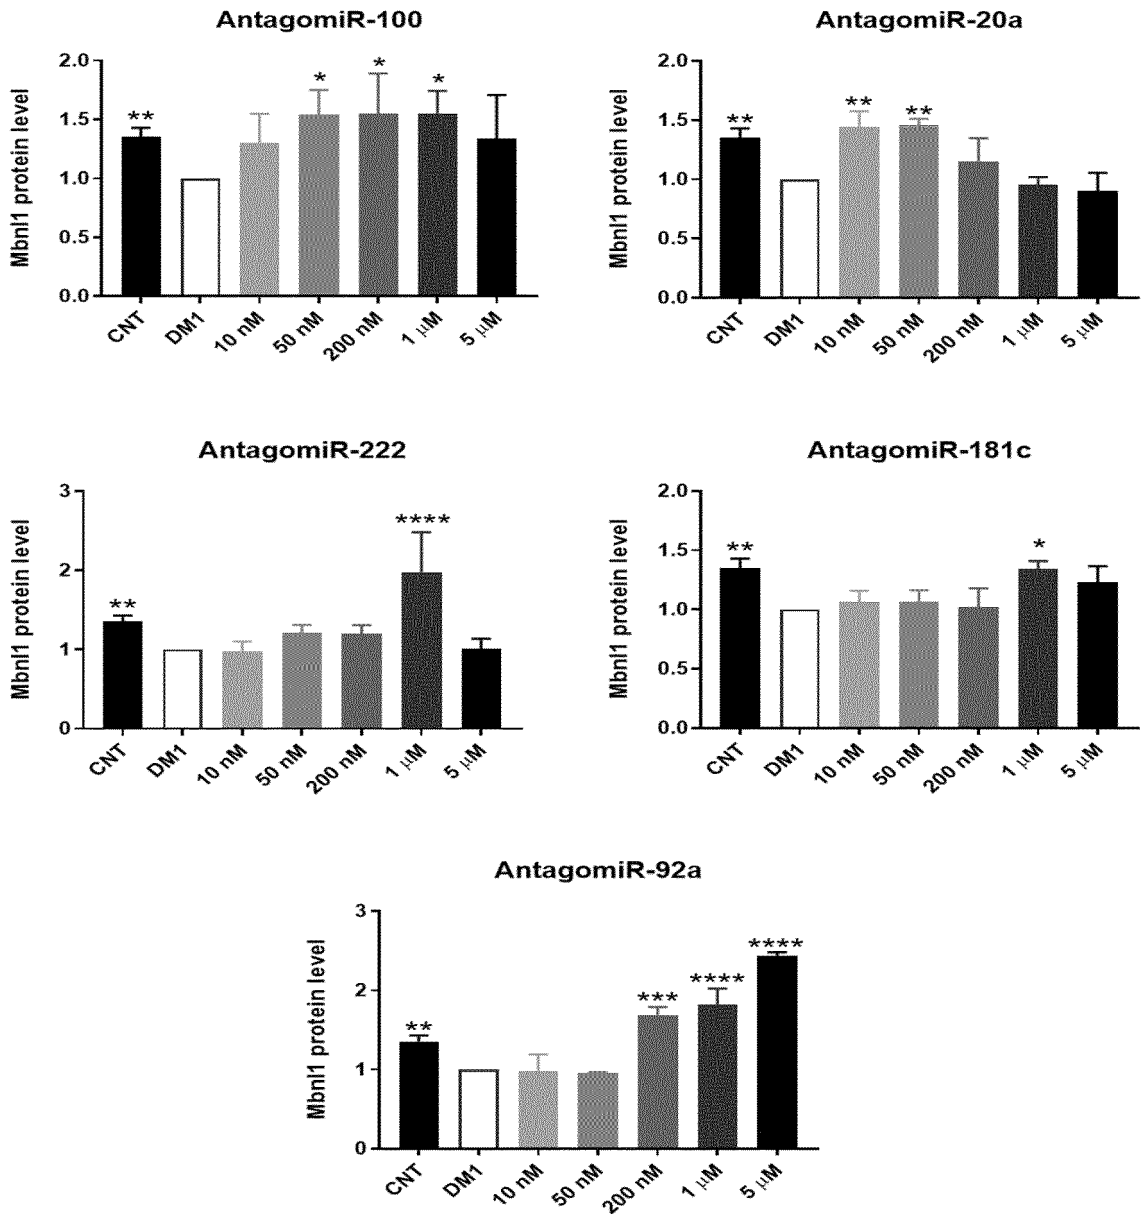 AntagomiR-100
Mbnl1 protein level
2.0
1.5
1.0
0.5
0.0
*
*
*
**
CNT
DM1
10 nM
50 nM
200 nM
1 μM
5 μM
AntagomiR-20a
Mbnl1 protein level
2.0
1.5
1.0
0.5
0.0
**
**
**
CNT
DM1
10 nM
50 nM
200 nM
1 μM
5 μM
AntagomiR-222
Mbnl1 protein level
3
2
1
0
****
**
CNT
DM1
10 nM
50 nM
200 nM
1 μM
5 μM
AntagomiR-181c
Mbnl1 protein level
2.0
1.5
1.0
0.5
0.0
**
*
CNT
DM1
10 nM
50 nM
200 nM
1 μM
5 μM
AntagomiR-92a
Mbnl1 protein level
3
2
1
0
**
***
****
****
CNT
DM1
10 nM
50 nM
200 nM
1 μM
5 μM